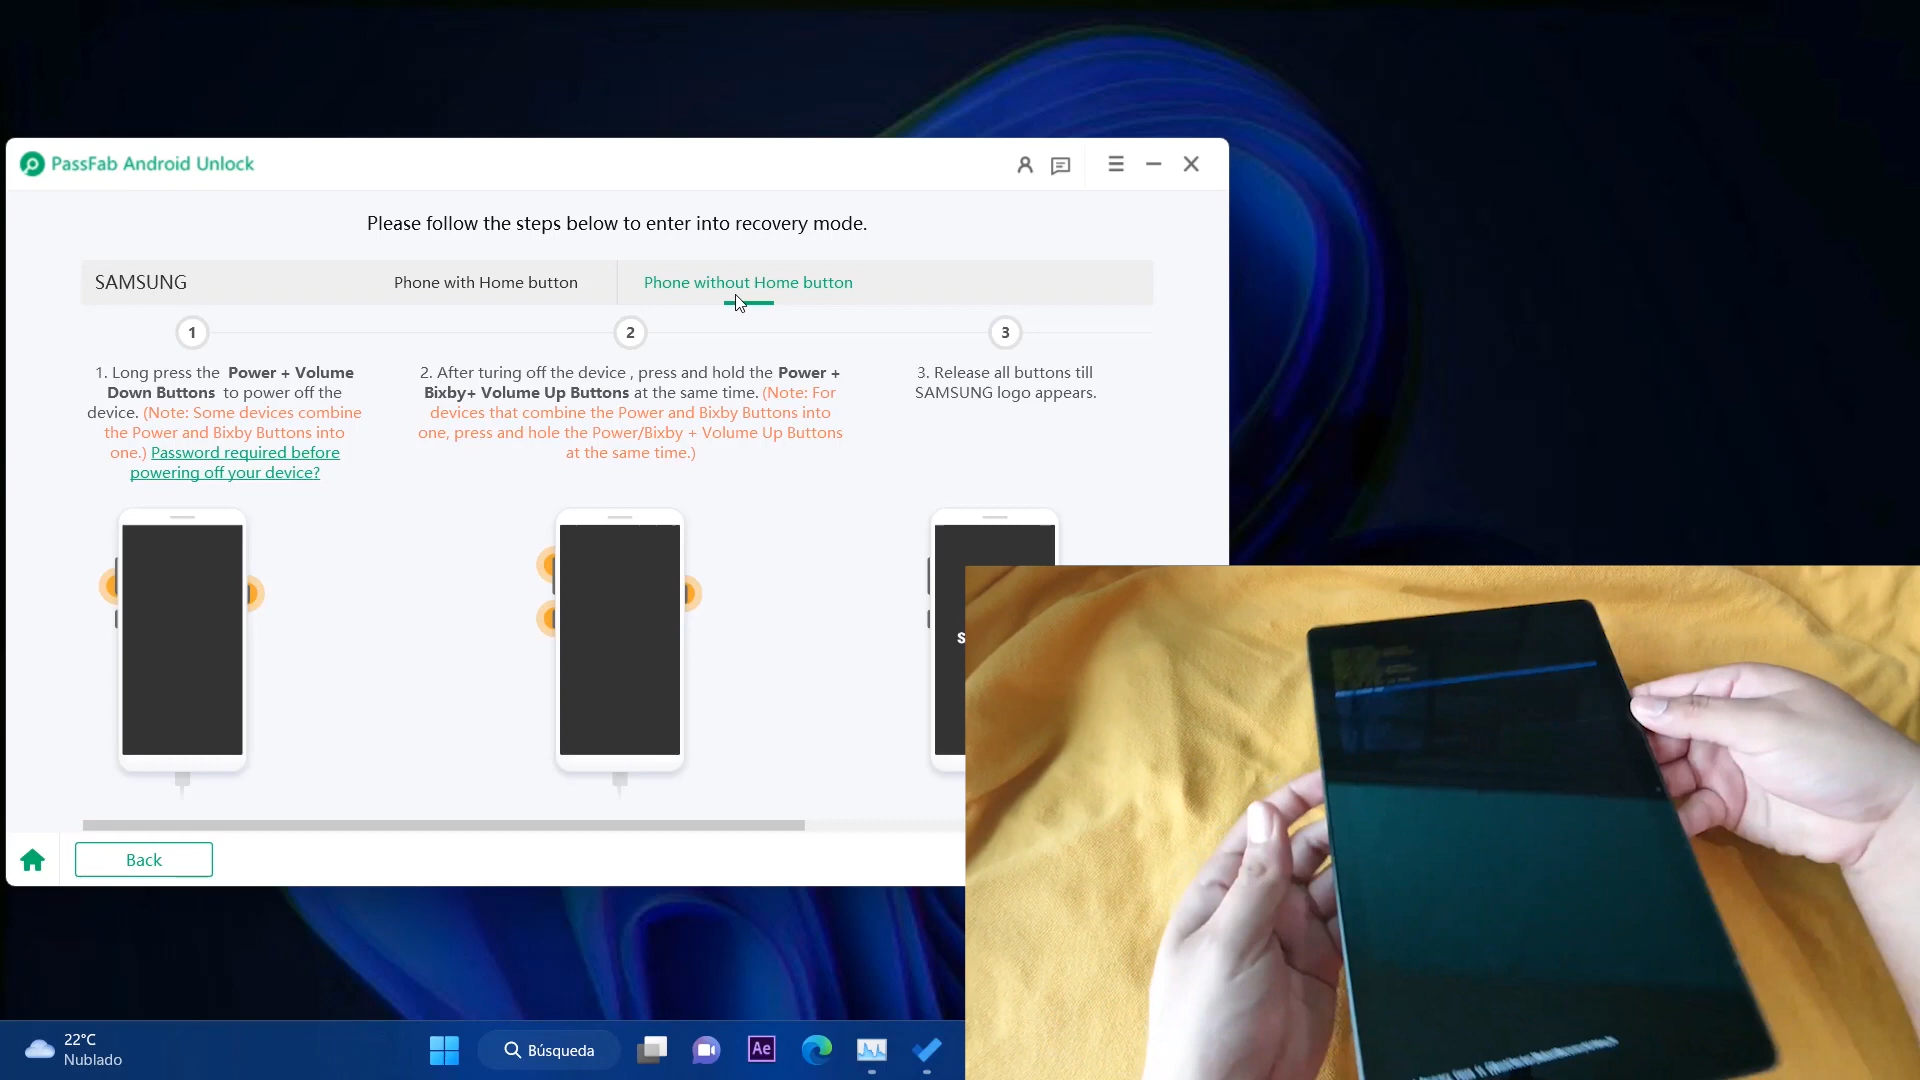 PassFab Android Unlock
Please follow the steps below to enter into recovery mode.
SAMSUNG
Phone with Home button
Phone without Home button
1
2
3
1. Long press the Power + Volume
Down Buttons to power off the
device. (Note: Some devices combine
the Power and Bixby Buttons into
one.) Password required before
powering off your device?
2. After turing off the device , press and hold the Power +
Bixby+ Volume Up Buttons at the same time. (Note: For
devices that combine the Power and Bixby Buttons into
one, press and hole the Power/Bixby + Volume Up Buttons
at the same time.)
3. Release all buttons till
SAMSUNG logo appears.
S
Back
22°C
Nublado
Búsqueda
Ae